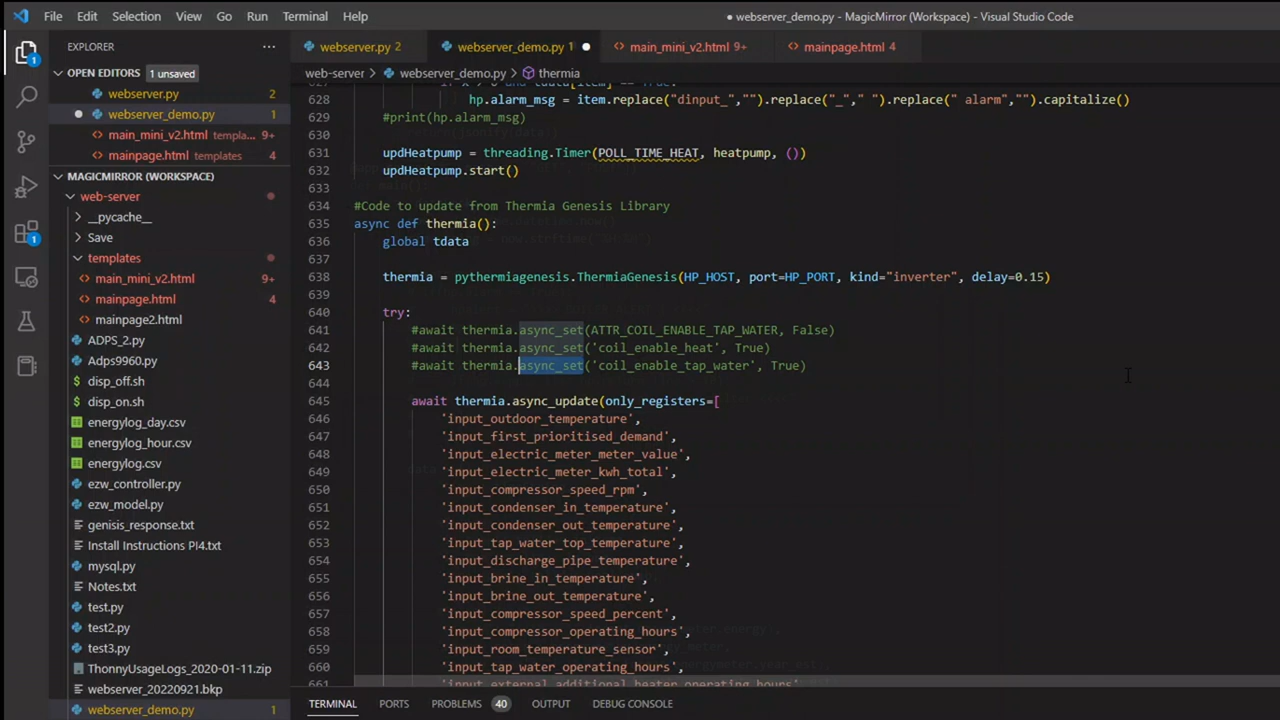 File Edit Selection View Go Run Terminal Help
● webserver_demo.py - MagicMirror (Workspace) - Visual Studio Code
EXPLORER ···
OPEN EDITORS 1 unsaved
webserver.py 2
webserver_demo.py 1
main_mini_v2.html templa... 9+
mainpage.html templates 4
MAGICMIRROR (WORKSPACE)
web-server
__pycache__
Save
templates
main_mini_v2.html 9+
mainpage.html 4
mainpage2.html
ADPS_2.py
Adps9960.py
disp_off.sh
disp_on.sh
energylog_day.csv
energylog_hour.csv
energylog.csv
ezw_controller.py
ezw_model.py
genisis_response.txt
Install Instructions PI4.txt
mysql.py
Notes.txt
test.py
test2.py
test3.py
ThonnyUsageLogs_2020-01-11.zip
webserver_20220921.bkp
webserver_demo.py 1
1
1
webserver.py 2 webserver_demo.py 1 ● main_mini_v2.html 9+ mainpage.html 4
web-server > webserver_demo.py > thermia
628 hp.alarm_msg = item.replace("dinput_","").replace("_"," ").replace(" alarm","").capitalize()
629 #print(hp.alarm_msg)
630
631 updHeatpump = threading.Timer(POLL_TIME_HEAT, heatpump, ())
632 updHeatpump.start()
633
634 #Code to update from Thermia Genesis Library
635 async def thermia():
636 global tdata
637
638 thermia = pythermiagenesis.ThermiaGenesis(HP_HOST, port=HP_PORT, kind="inverter", delay=0.15)
639
640 try:
641 #await thermia.async_set(ATTR_COIL_ENABLE_TAP_WATER, False)
642 #await thermia.async_set('coil_enable_heat', True)
643 #await thermia.async_set('coil_enable_tap_water', True)
644
645 await thermia.async_update(only_registers=[
646 'input_outdoor_temperature',
647 'input_first_prioritised_demand',
648 'input_electric_meter_meter_value',
649 'input_electric_meter_kwh_total',
650 'input_compressor_speed_rpm',
651 'input_condenser_in_temperature',
652 'input_condenser_out_temperature',
653 'input_tap_water_top_temperature',
654 'input_discharge_pipe_temperature',
655 'input_brine_in_temperature',
656 'input_brine_out_temperature',
657 'input_compressor_speed_percent',
658 'input_compressor_operating_hours',
659 'input_room_temperature_sensor',
660 'input_tap_water_operating_hours',
661 'input_external_additional_heater_operating_hours'
TERMINAL PORTS PROBLEMS 40 OUTPUT DEBUG CONSOLE